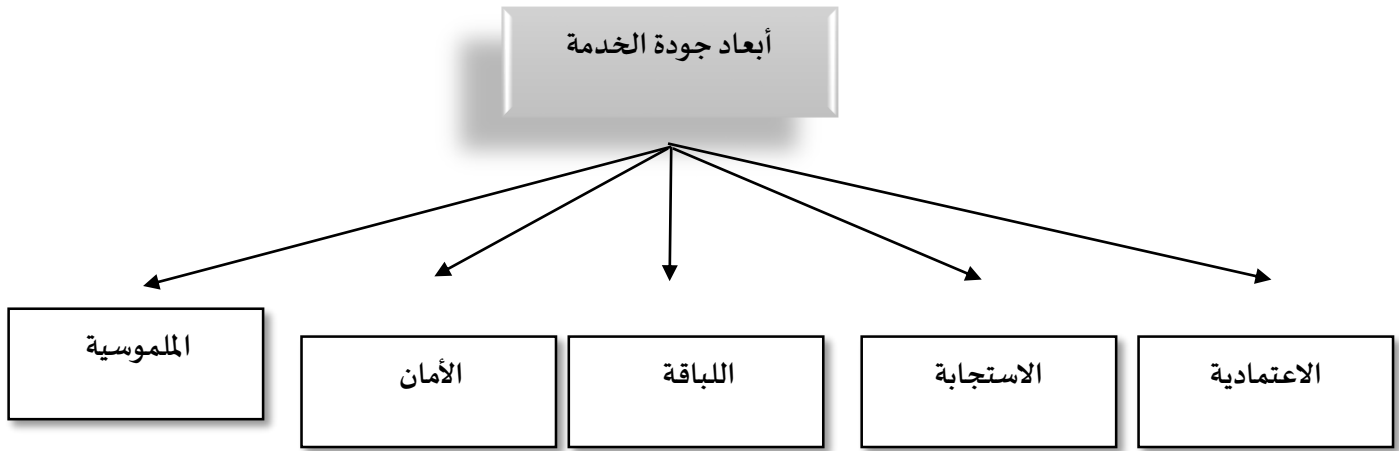 أبعاد جودة الخدمة
الاعتمادية
الاستجابة
اللباقة
الأمان
الملموسية